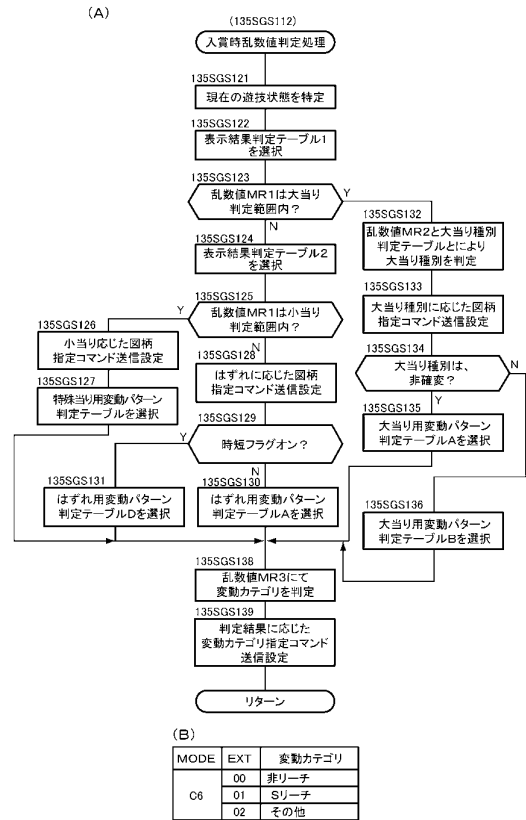 (A)
(135SGS112)
入賞時乱数値判定処理
135SGS121
現在の遊技状態を特定
135SGS122
表示結果判定テーブル1
を選択
135SGS123
乱数値MR1は大当り
判定範囲内?
Y
N
135SGS124
表示結果判定テーブル2
を選択
135SGS125
乱数値MR1は小当り
判定範囲内?
Y
N
135SGS126
小当り応じた図柄
指定コマンド送信設定
135SGS127
特殊当り用変動パターン
判定テーブルを選択
135SGS128
はずれに応じた図柄
指定コマンド送信設定
135SGS129
時短フラグオン?
Y
N
135SGS131
はずれ用変動パターン
判定テーブルDを選択
135SGS130
はずれ用変動パターン
判定テーブルAを選択
135SGS132
乱数値MR2と大当り種別
判定テーブルとにより
大当り種別を判定
135SGS133
大当り種別に応じた図柄
指定コマンド送信設定
135SGS134
大当り種別は、
非確変?
N
Y
135SGS135
大当り用変動パターン
判定テーブルAを選択
135SGS136
大当り用変動パターン
判定テーブルBを選択
135SGS138
乱数値MR3にて
変動カテゴリを判定
135SGS139
判定結果に応じた
変動カテゴリ指定コマンド
送信設定
リターン
(B)
MODE EXT 変動カテゴリ
C6 00 非リーチ
01 Sリーチ
02 その他